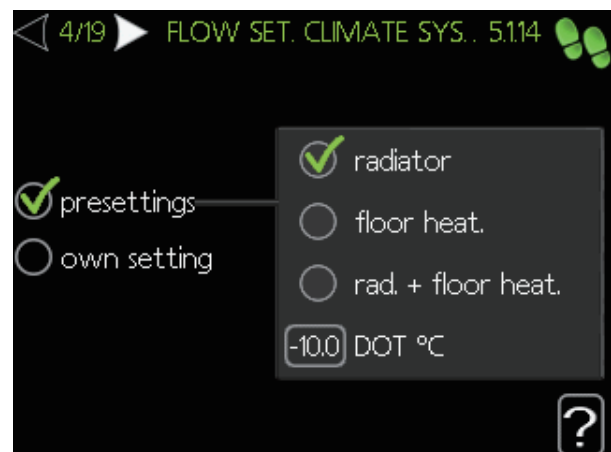 4/19 FLOW SET. CLIMATE SYS. . 5.1.14
presettings
own setting
radiator
floor heat.
rad. + floor heat.
-10.0 DOT °C
?